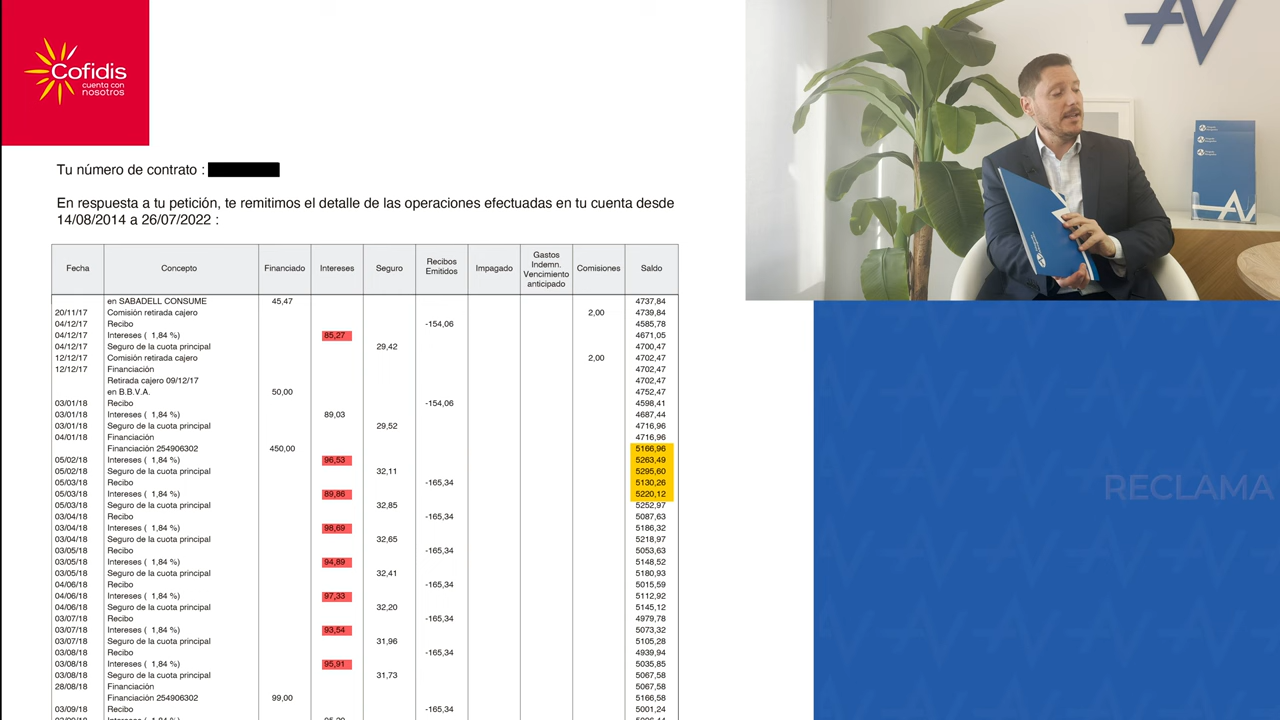 Cofidis
cuenta con
nosotros
Tu número de contrato :
En respuesta a tu petición, te remitimos el detalle de las operaciones efectuadas en tu cuenta desde
14/08/2014 a 26/07/2022 :
Fecha Concepto Financiado Intereses Seguro Recibos Emitidos Impagado Gastos Indemn. Vencimiento anticipado Comisiones Saldo
en SABADELL CONSUME 45,47 4737,84
20/11/17 Comisión retirada cajero 2,00 4739,84
04/12/17 Recibo -154,06 4585,78
04/12/17 Intereses ( 1,84 %) 85,27 4671,05
04/12/17 Seguro de la cuota principal 29,42 4700,47
12/12/17 Comisión retirada cajero 2,00 4702,47
12/12/17 Financiación 4702,47
Retirada cajero 09/12/17 4702,47
en B.B.V.A. 50,00 4752,47
03/01/18 Recibo -154,06 4598,41
03/01/18 Intereses ( 1,84 %) 89,03 4687,44
03/01/18 Seguro de la cuota principal 29,52 4716,96
04/01/18 Financiación 4716,96
Financiación 254906302 450,00 5166,96
05/02/18 Intereses ( 1,84 %) 96,53 5263,49
05/02/18 Seguro de la cuota principal 32,11 5295,60
05/03/18 Recibo -165,34 5130,26
05/03/18 Intereses ( 1,84 %) 89,86 5220,12
05/03/18 Seguro de la cuota principal 32,85 5252,97
03/04/18 Recibo -165,34 5087,63
03/04/18 Intereses ( 1,84 %) 98,69 5186,32
03/04/18 Seguro de la cuota principal 32,65 5218,97
03/05/18 Recibo -165,34 5053,63
03/05/18 Intereses ( 1,84 %) 94,89 5148,52
03/05/18 Seguro de la cuota principal 32,41 5180,93
04/06/18 Recibo -165,34 5015,59
04/06/18 Intereses ( 1,84 %) 97,33 5112,92
04/06/18 Seguro de la cuota principal 32,20 5145,12
03/07/18 Recibo -165,34 4979,78
03/07/18 Intereses ( 1,84 %) 93,54 5073,32
03/07/18 Seguro de la cuota principal 31,96 5105,28
03/08/18 Recibo -165,34 4939,94
03/08/18 Intereses ( 1,84 %) 95,91 5035,85
03/08/18 Seguro de la cuota principal 31,73 5067,58
28/08/18 Financiación 5067,58
Financiación 254906302 99,00 5166,58
03/09/18 Recibo -165,34 5001,24
RECLAMA